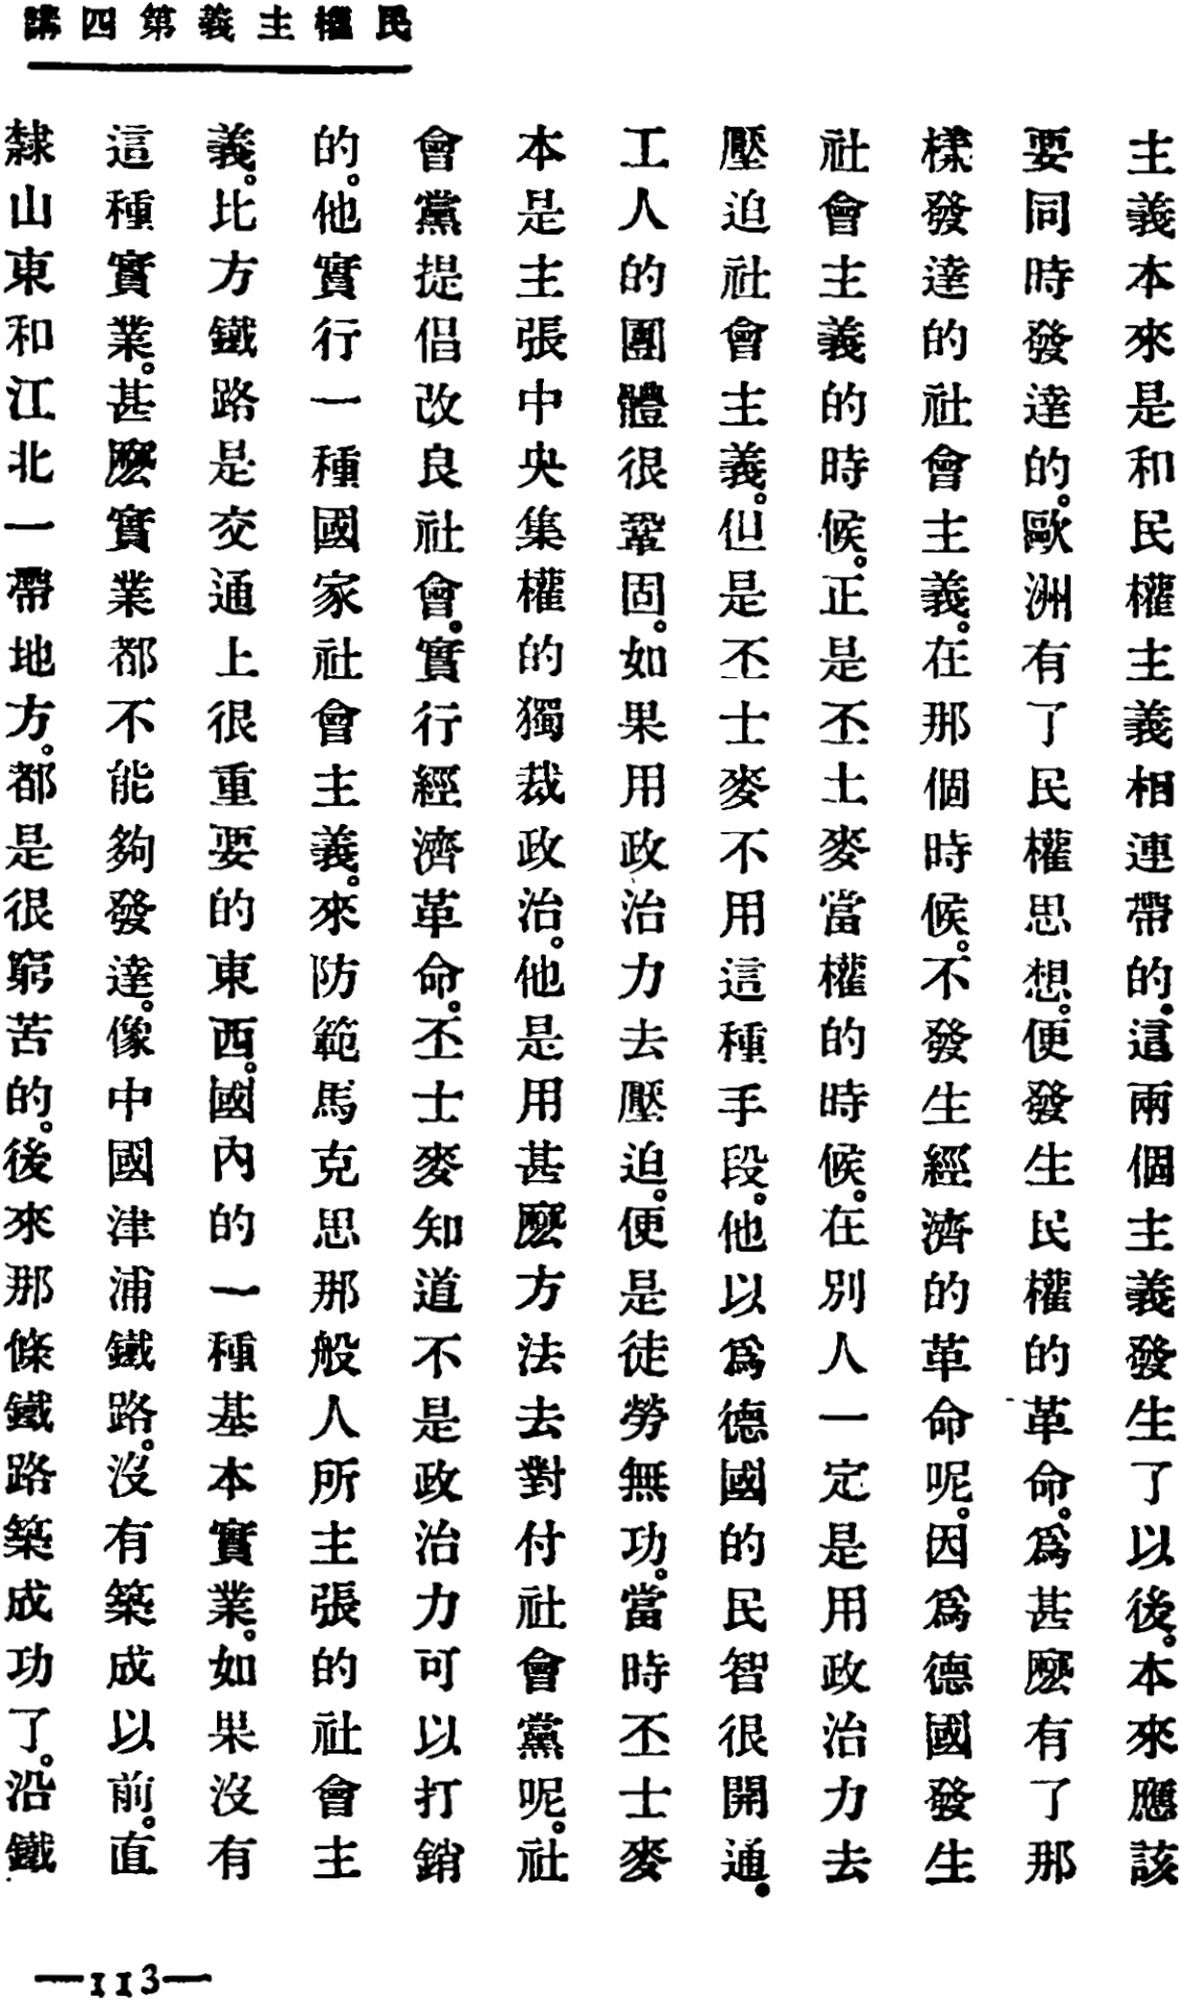 民權主義第四講
主義本來是和民權主義相連帶的。這兩個主義發生了以後。本來應該
要同時發達的。歐洲有了民權思想。便發生民權的革命。爲甚麼有了那
樣發達的社會主義。在那個時候。不發生經濟的革命呢。因爲德國發生
社會主義的時候。正是丕士麥當權的時候。在別人一定是用政治力去
壓迫社會主義。但是丕士麥不用這種手段。他以爲德國的民智很開通。
工人的團體很鞏固。如果用政治力去壓迫。便是徒勞無功。當時丕士麥
本是主張中央集權的獨裁政治。他是用甚麼方法去對付社會黨呢。社
會黨提倡改良社會。實行經濟革命。丕士麥知道不是政治力可以打銷
的。他實行一種國家社會主義。來防範馬克思那般人所主張的社會主
義。比方鐵路是交通上很重要的東西。國內的一種基本實業。如果沒有
這種實業。甚麼實業都不能夠發達。像中國津浦鐵路。沒有築成以前。直
隸山東和江北一帶地方。都是很窮苦的。後來那條鐵路築成功了。沿鐵
—113—